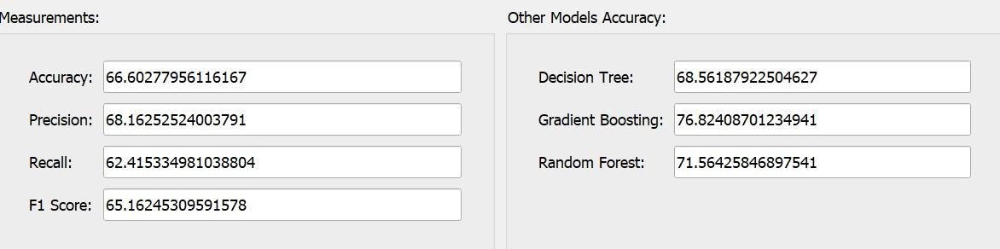 Measurements:
Accuracy: 66.60277956116167
Precision: 68.16252524003791
Recall: 62.415334981038804
F1 Score: 65.16245309591578
Other Models Accuracy:
Decision Tree: 68.56187922504627
Gradient Boosting: 76.82408701234941
Random Forest: 71.56425846897541